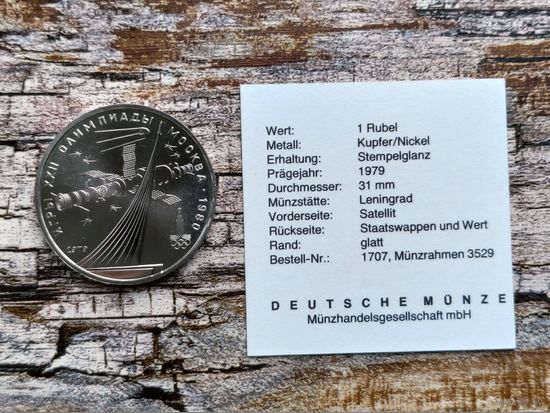 ИГРЫ XXII ОЛИМПИАДЫ МОСКВА · 1980
1979
Wert: 1 Rubel
Metall: Kupfer/Nickel
Erhaltung: Stempelglanz
Prägejahr: 1979
Durchmesser: 31 mm
Münzstätte: Leningrad
Vorderseite: Satellit
Rückseite: Staatswappen und Wert
Rand: glatt
Bestell-Nr.: 1707, Münzrahmen 3529
DEUTSCHE MÜNZE
Münzhandelsgesellschaft mbH